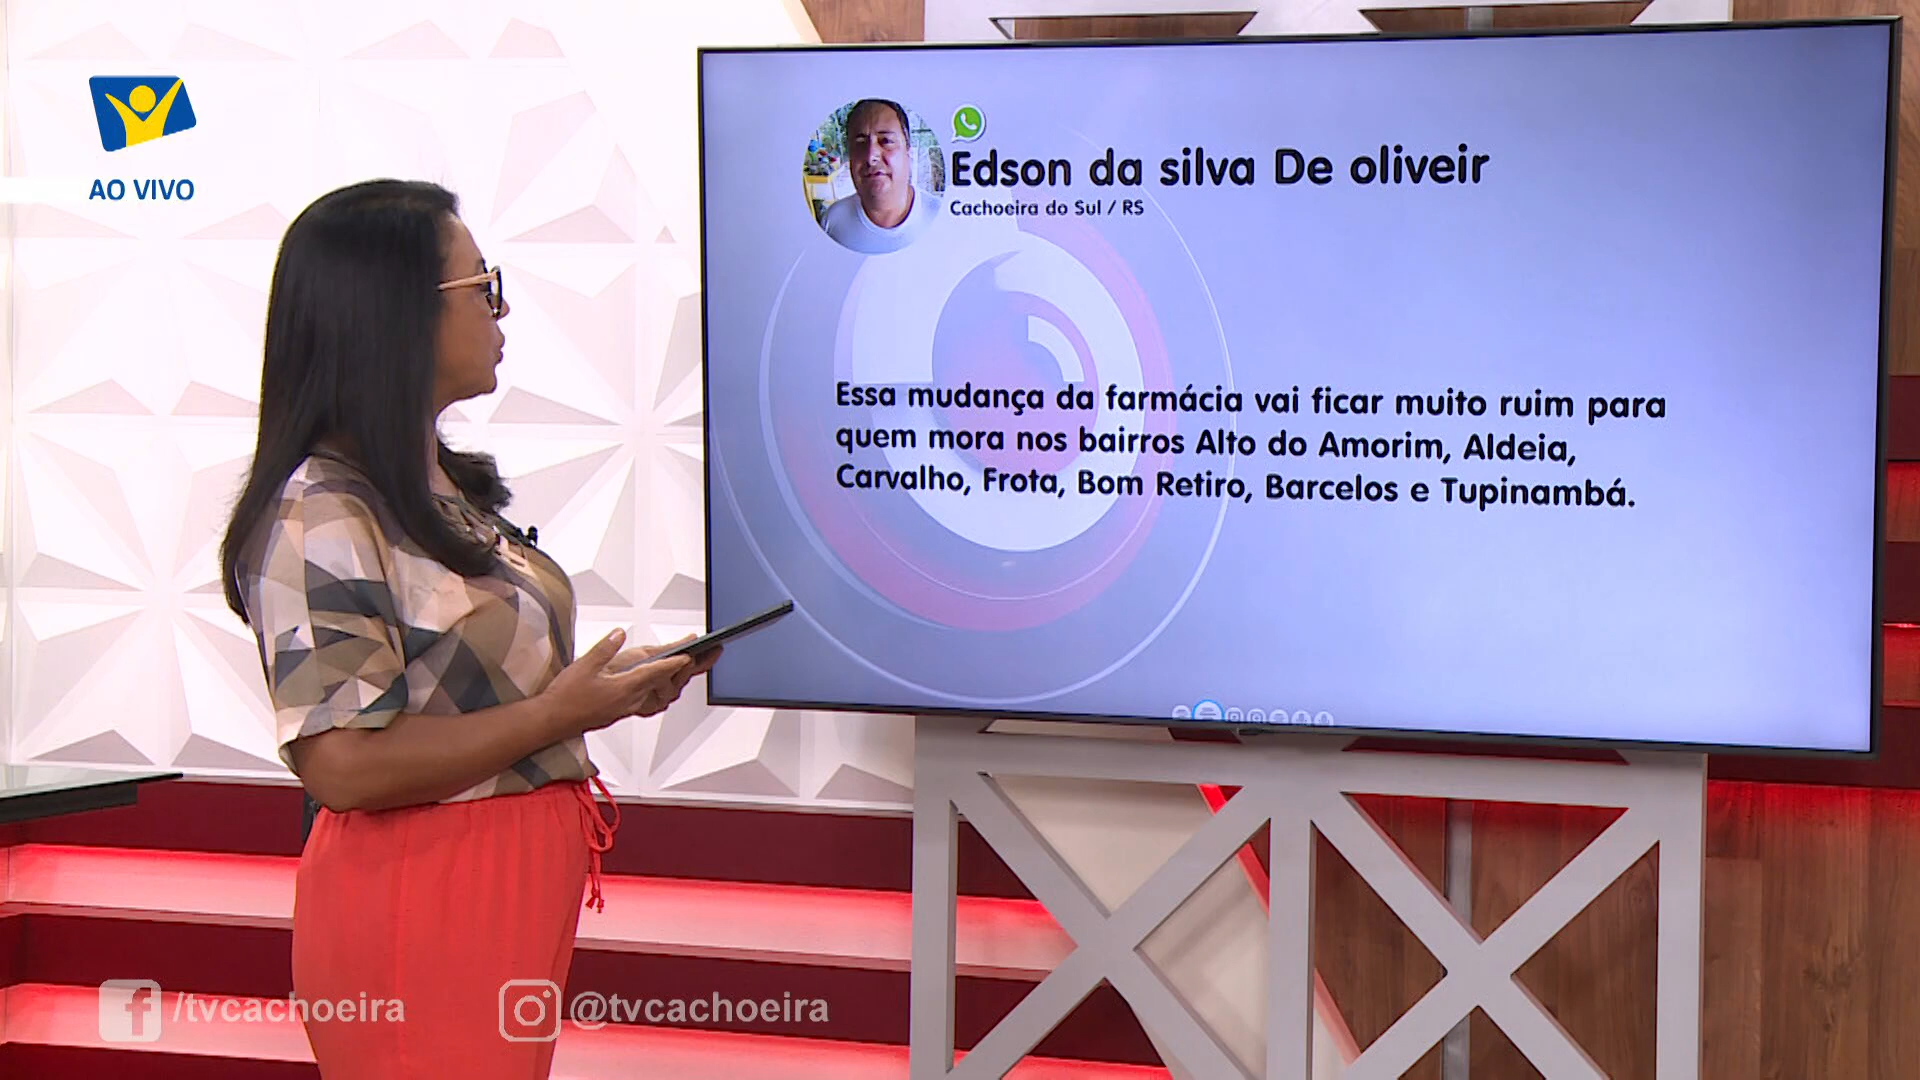 AO VIVO
Edson da silva De oliveir
Cachoeira do Sul / RS
Essa mudança da farmácia vai ficar muito ruim para
quem mora nos bairros Alto do Amorim, Aldeia,
Carvalho, Frota, Bom Retiro, Barcelos e Tupinambá.
/tvcachoeira
@tvcachoeira